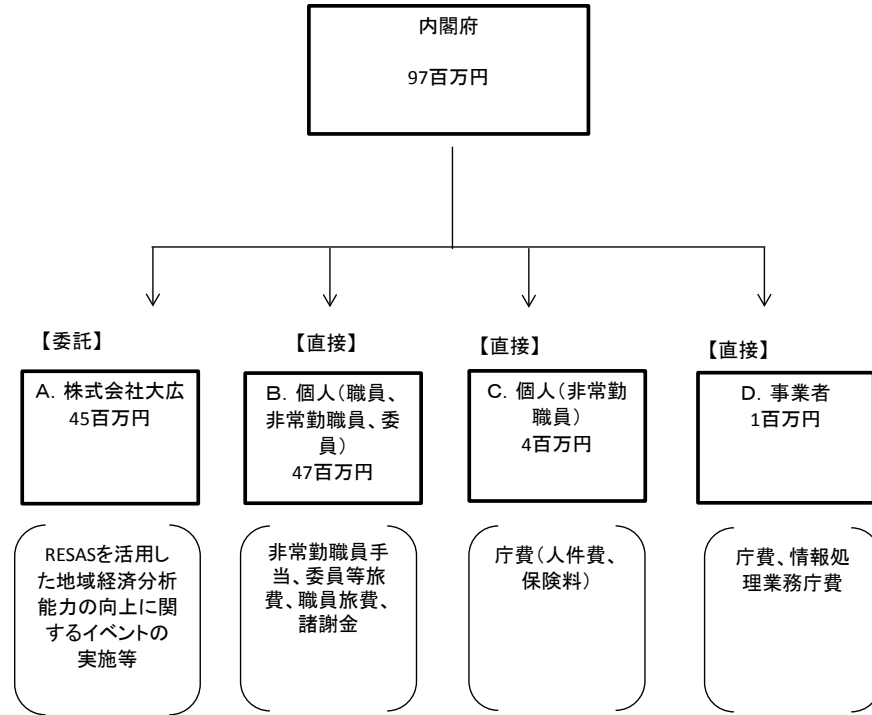 内閣府
97百万円
【委託】
【直接】
【直接】
【直接】
A. 株式会社大広
45百万円
B. 個人(職員、
非常勤職員、委
員)
47百万円
C. 個人(非常勤
職員)
4百万円
D. 事業者
1百万円
RESASを活用し
た地域経済分析
能力の向上に関
するイベントの
実施等
非常勤職員手
当、委員等旅
費、職員旅費、
諸謝金
庁費(人件費、
保険料)
庁費、情報処
理業務庁費